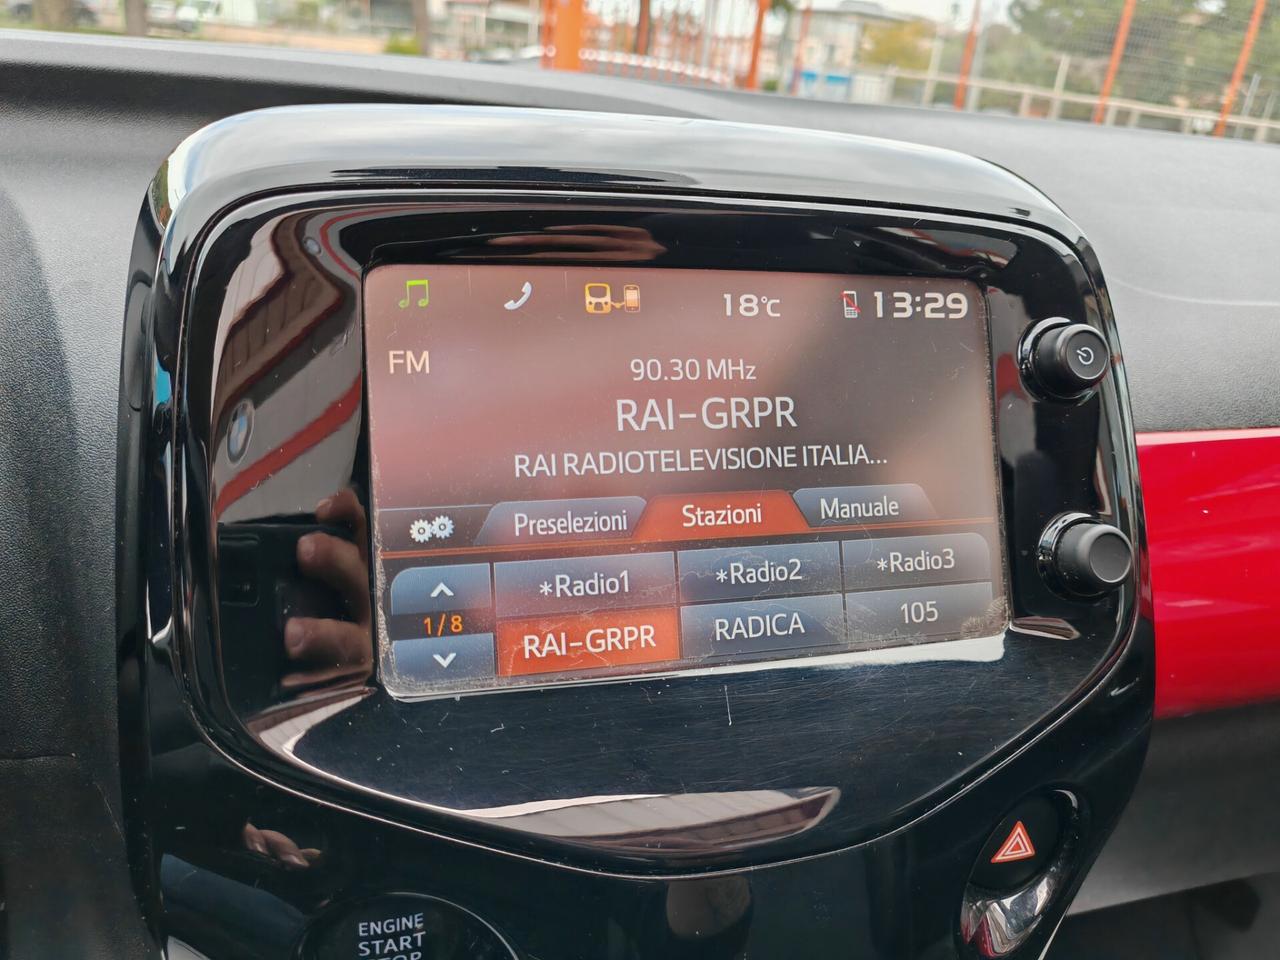 18°C
13:29
FM
90.30 MHz
RAI-GRPR
RAI RADIOTELEVISIONE ITALIA...
Preselezioni
Stazioni
Manuale
1/8
*Radio1
*Radio2
*Radio3
RAI-GRPR
RADICA
105
ENGINE
START
STOP